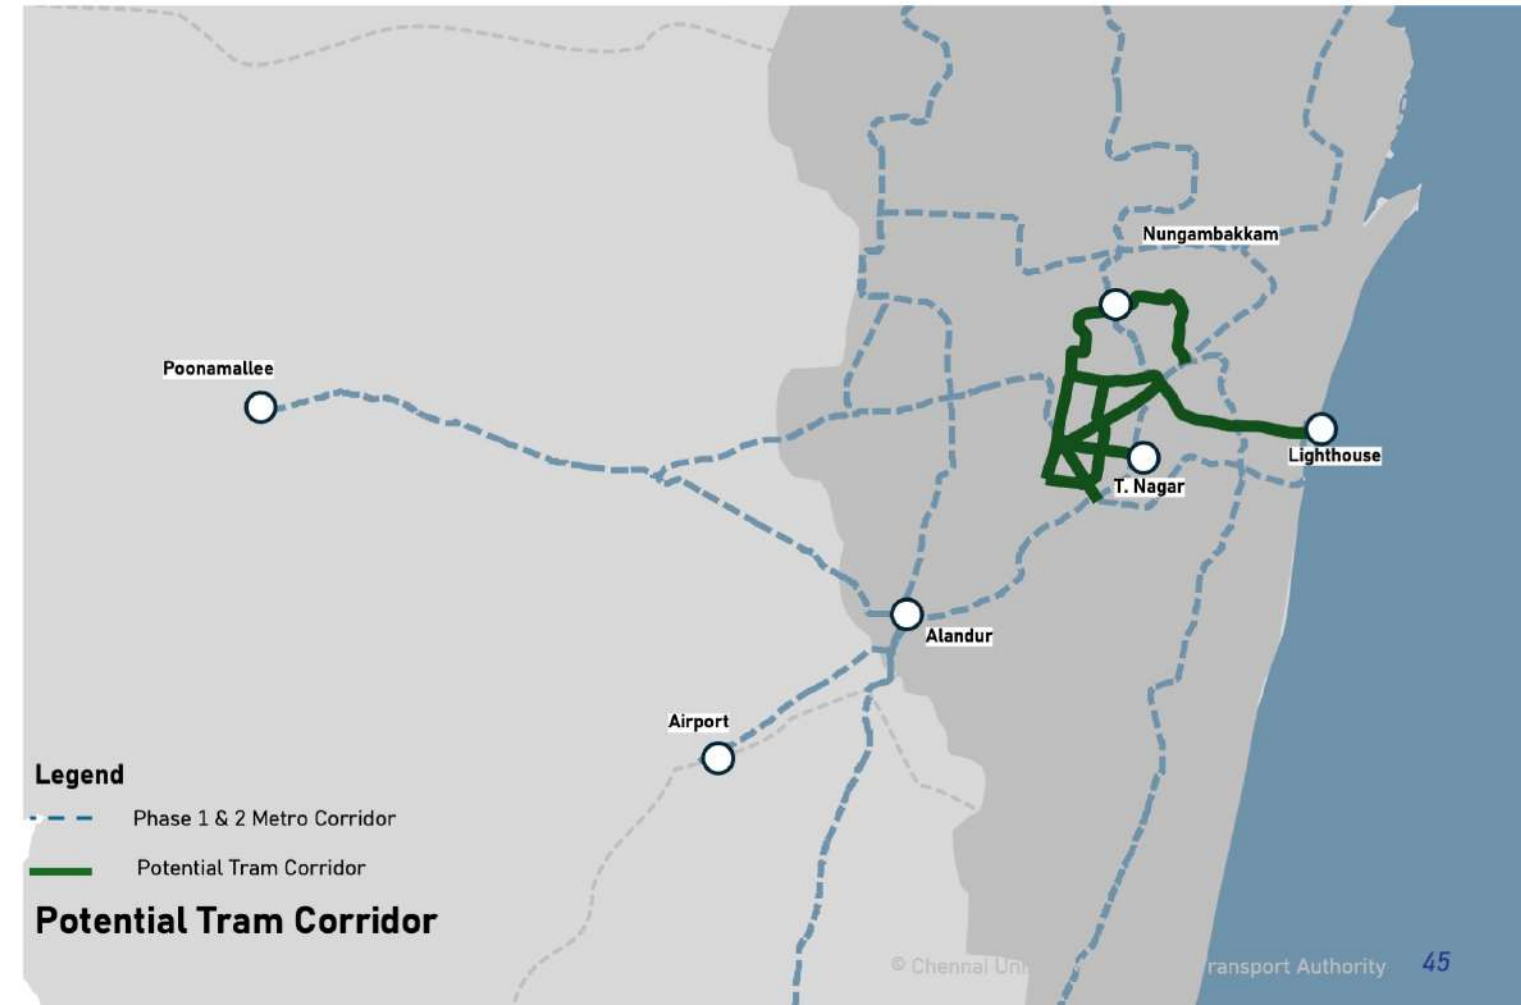 Nungambakkam
Poonamallee
Lighthouse
T. Nagar
Alandur
Airport
Legend
Phase 1 & 2 Metro Corridor
Potential Tram Corridor
Potential Tram Corridor
© Chennai Transport Authority 45